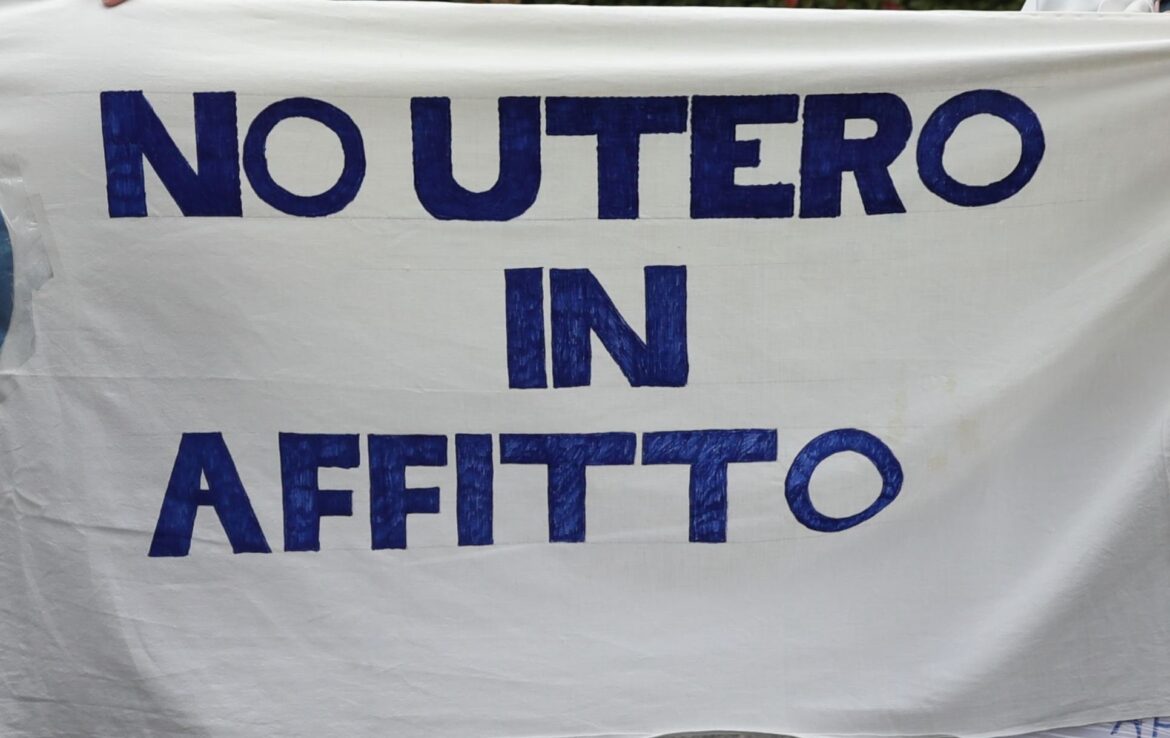 NO UTERO
IN
AFFITTO